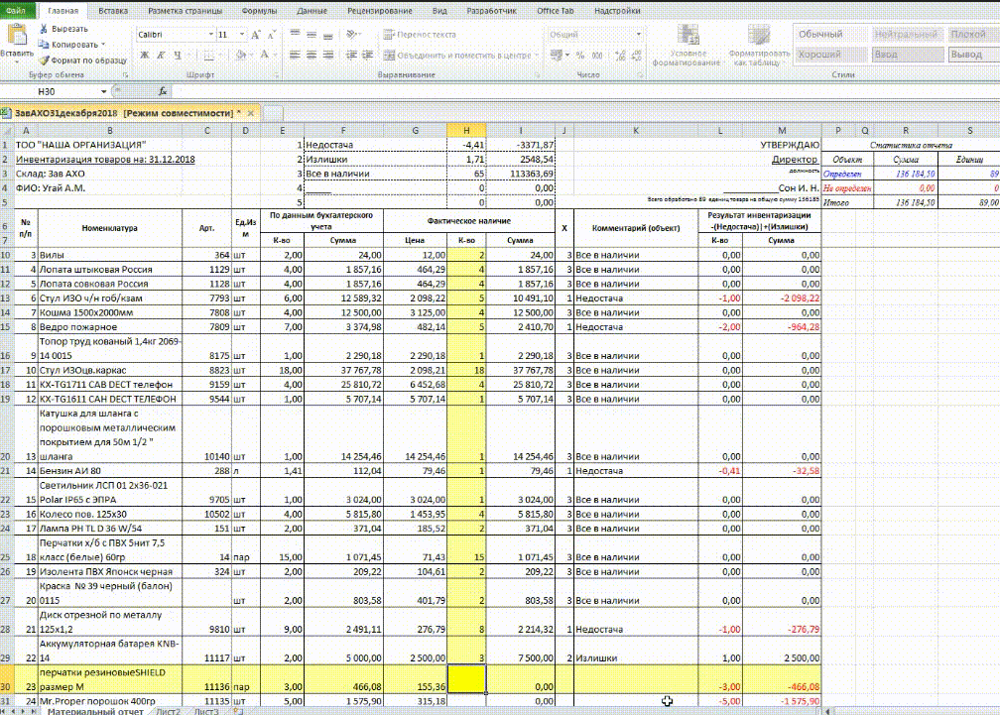 Файл Главная Вставка Разметка страницы Формулы Данные Рецензирование Вид Разработчик Office Tab Надстройки
Вырезать
Копировать
Формат по образцу
Вставить
Буфер обмена
Calibri 11
Ж К Ч
Шрифт
Перенос текста
Объединить и поместить в центре
Выравнивание
Общий
% 000
Число
Условное форматирование
Форматировать как таблицу
Обычный Нейтральный Плохой
Хороший Ввод Вывод
Стили
H30 fx
ЗавАХО31декабря2018 [Режим совместимости] *
A B C D E F G H I J K L M P Q R S
1 ТОО "НАША ОРГАНИЗАЦИЯ" 1 Недостача -4,41 -3371,87 УТВЕРЖДАЮ Статистика отчета
2 Инвентаризация товаров на: 31.12.2018 2 Излишки 1,71 2548,54 Директор Объект Сумма Единиц
3 Склад: Зав АХО 3 Все в наличии 65 113363,69 должность Определен 136 184,50 89
4 ФИО: Угай А.М. 4 _____ 0 0,00 Сон И. Н. Не определен 0,00 0
5 5 0 0,00 Всего обработано 89 единиц товара на общую сумму 136185 Итого 136 184,50 89,00
6 № п/п Номенклатура Арт. Ед.Изм По данным бухгалтерского учета Фактическое наличие X Комментарий (объект) Результат инвентаризации -(Недостача)|+(Излишки)
7 К-во Сумма Цена К-во Сумма К-во Сумма
10 3 Вилы 364 шт 2,00 24,00 12,00 2 24,00 3 Все в наличии 0,00 0,00
11 4 Лопата штыковая Россия 1129 шт 4,00 1 857,16 464,29 4 1 857,16 3 Все в наличии 0,00 0,00
12 5 Лопата совковая Россия 1128 шт 4,00 1 857,16 464,29 4 1 857,16 3 Все в наличии 0,00 0,00
13 6 Стул ИЗО ч/н гоб/кзам 7793 шт 6,00 12 589,32 2 098,22 5 10 491,10 1 Недостача -1,00 -2 098,22
14 7 Кошма 1500х2000мм 7808 шт 4,00 12 500,00 3 125,00 4 12 500,00 3 Все в наличии 0,00 0,00
15 8 Ведро пожарное 7809 шт 7,00 3 374,98 482,14 5 2 410,70 1 Недостача -2,00 -964,28
Топор труд кованый 1,4кг 2069-
16 9 14 0015 8175 шт 1,00 2 290,18 2 290,18 1 2 290,18 3 Все в наличии 0,00 0,00
17 10 Стул ИЗОцв.каркас 8823 шт 18,00 37 767,78 2 098,21 18 37 767,78 3 Все в наличии 0,00 0,00
18 11 KX-TG1711 CAB DECT телефон 9159 шт 4,00 25 810,72 6 452,68 4 25 810,72 3 Все в наличии 0,00 0,00
19 12 KX-TG1611 CAH DECT ТЕЛЕФОН 9544 шт 1,00 5 707,14 5 707,14 1 5 707,14 3 Все в наличии 0,00 0,00
Катушка для шланга с
порошковым металлическим
покрытием для 50м 1/2 "
20 13 шланга 10140 шт 1,00 14 254,46 14 254,46 1 14 254,46 3 Все в наличии 0,00 0,00
21 14 Бензин АИ 80 288 л 1,41 112,04 79,46 1 79,46 1 Недостача -0,41 -32,58
Светильник ЛСП 01 2х36-021
22 15 Polar IP65 с ЭПРА 9705 шт 1,00 3 024,00 3 024,00 1 3 024,00 3 Все в наличии 0,00 0,00
23 16 Колесо пов. 125х30 10502 шт 4,00 5 815,80 1 453,95 4 5 815,80 3 Все в наличии 0,00 0,00
24 17 Лампа PH TL D 36 W/54 151 шт 2,00 371,04 185,52 2 371,04 3 Все в наличии 0,00 0,00
Перчатки х/б с ПВХ 5нит 7,5
25 18 класс (белые) 60гр 14 пар 15,00 1 071,45 71,43 15 1 071,45 3 Все в наличии 0,00 0,00
26 19 Изолента ПВХ Японск черная 324 шт 2,00 209,22 104,61 2 209,22 3 Все в наличии 0,00 0,00
Краска № 39 черный (балон)
27 20 0115 шт 2,00 803,58 401,79 2 803,58 3 Все в наличии 0,00 0,00
Диск отрезной по металлу
28 21 125х1,2 9810 шт 9,00 2 491,11 276,79 8 2 214,32 1 Недостача -1,00 -276,79
Аккумуляторная батарея KNB-
29 22 14 11117 шт 2,00 5 000,00 2 500,00 3 7 500,00 2 Излишки 1,00 2 500,00
перчатки резиновыеSHIELD
30 23 размер М 11136 пар 3,00 466,08 155,36 0,00 -3,00 -466,08
31 24 Mr.Proper порошок 400гр 11135 шт 5,00 1 575,90 315,18 0,00 -5,00 -1 575,90
Материальный отчет Лист2 Лист3